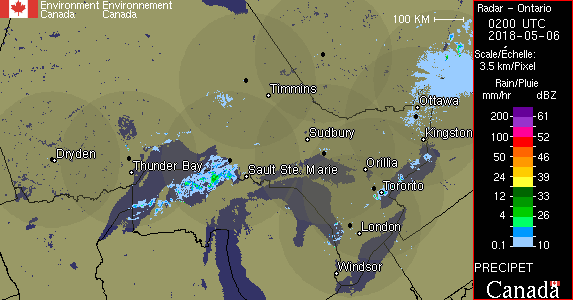 Environment Environnement
Canada Canada
100 KM
Timmins
Ottawa
Sudbury
Kingston
Dryden
Thunder Bay
Sault Ste. Marie
Orillia
Toronto
London
Windsor
Radar - Ontario
0200 UTC
2018-05-06
Scale/Échelle:
3.5 km/Pixel
Rain/Pluie
mm/hr dBZ
200 61
100 52
50 46
24 39
12 33
4 26
0.1 10
PRECIPET
Canada